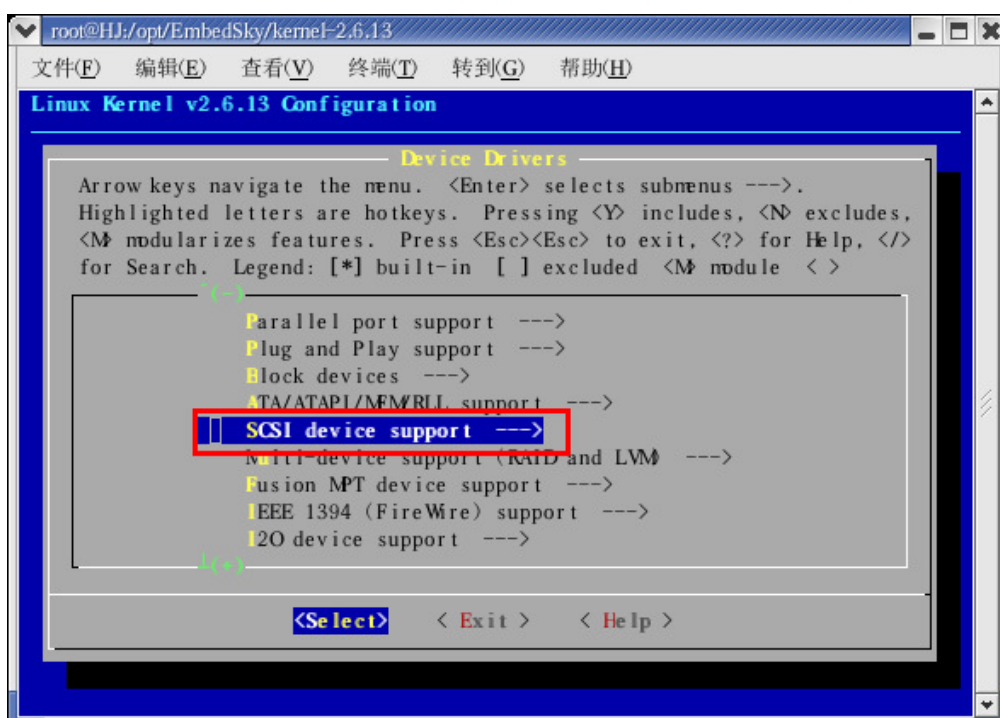 root@HJ:/opt/EmbedSky/kernel-2.6.13
文件(F) 编辑(E) 查看(V) 终端(T) 转到(G) 帮助(H)
Linux Kernel v2.6.13 Configuration
Device Drivers
Arrow keys navigate the menu. <Enter> selects submenus --->.
Highlighted letters are hotkeys. Pressing <Y> includes, <N> excludes,
<M> modularizes features. Press <Esc><Esc> to exit, <?> for Help, </>
for Search. Legend: [*] built-in [ ] excluded <M> module < >
^(-)
Parallel port support --->
Plug and Play support --->
Block devices --->
ATA/ATAPI/MFM/RLL support --->
SCSI device support --->
Multi-device support (RAID and LVM) --->
Fusion MPT device support --->
IEEE 1394 (FireWire) support --->
I2O device support --->
┴(+)
<Select> < Exit > < Help >